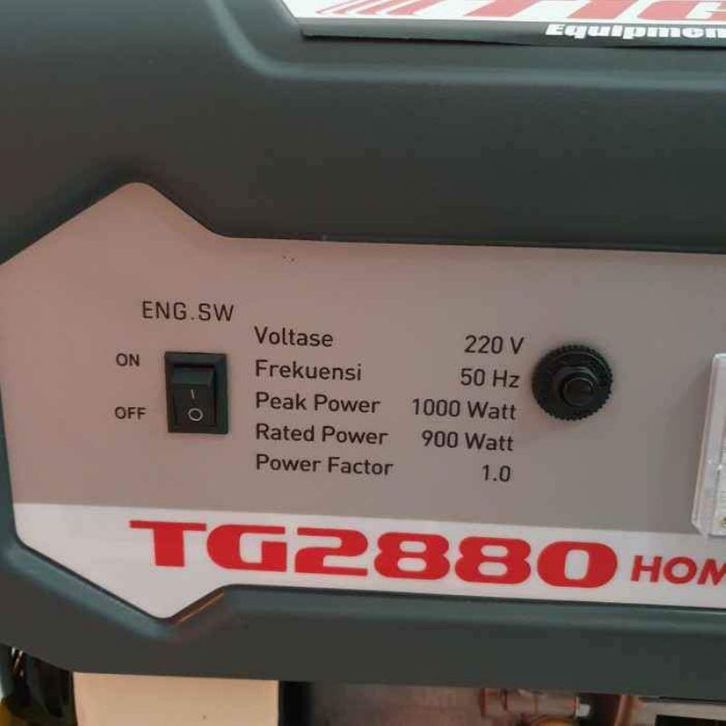 Equipmen
ENG.SW
ON
OFF
Voltase 220 V
Frekuensi 50 Hz
Peak Power 1000 Watt
Rated Power 900 Watt
Power Factor 1.0
I
O
TG2880 HOM